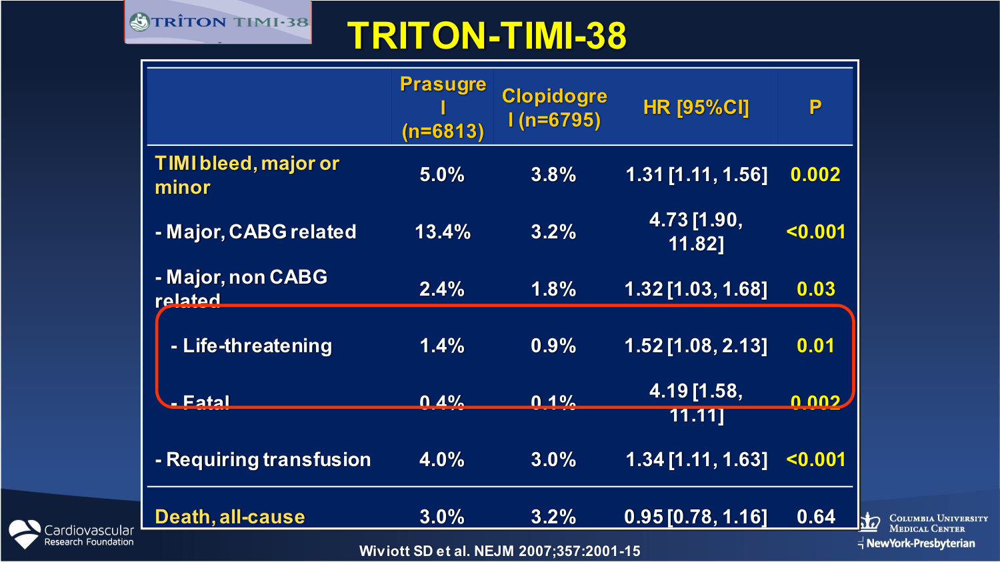 TRITON TIMI-38
TRITON-TIMI-38
Prasugre
l
(n=6813)
Clopidogre
l (n=6795)
HR [95%CI]
P
TIMI bleed, major or
minor
5.0%
3.8%
1.31 [1.11, 1.56]
0.002
- Major, CABG related
13.4%
3.2%
4.73 [1.90,
11.82]
<0.001
- Major, non CABG
related
2.4%
1.8%
1.32 [1.03, 1.68]
0.03
- Life-threatening
1.4%
0.9%
1.52 [1.08, 2.13]
0.01
- Fatal
0.4%
0.1%
4.19 [1.58,
11.11]
0.002
- Requiring transfusion
4.0%
3.0%
1.34 [1.11, 1.63]
<0.001
Death, all-cause
3.0%
3.2%
0.95 [0.78, 1.16]
0.64
Cardiovascular
Research Foundation
Wiviott SD et al. NEJM 2007;357:2001-15
Columbia University
Medical Center
NewYork-Presbyterian